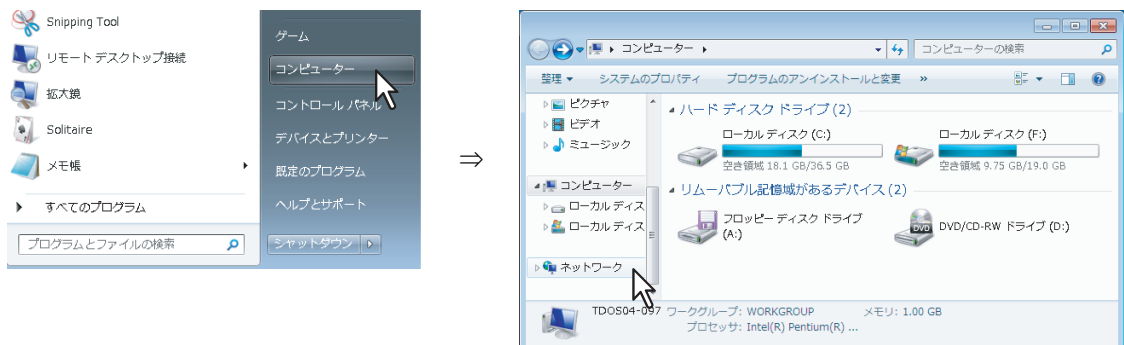 Snipping Tool
リモート デスクトップ接続
拡大鏡
Solitaire
メモ帳
すべてのプログラム
プログラムとファイルの検索
ゲーム
コンピューター
コントロール パネル
デバイスとプリンター
既定のプログラム
ヘルプとサポート
シャットダウン
⇒
コンピューター
コンピューターの検索
整理 システムのプロパティ プログラムのアンインストールと変更 »
ピクチャ
ビデオ
ミュージック
コンピューター
ローカル ディス
ローカル ディス
ネットワーク
ハード ディスク ドライブ (2)
ローカル ディスク (C:)
空き領域 18.1 GB/36.5 GB
ローカル ディスク (F:)
空き領域 9.75 GB/19.0 GB
リムーバブル記憶域があるデバイス (2)
フロッピー ディスク ドライブ
(A:)
DVD/CD-RW ドライブ (D:)
TDOS04-097 ワークグループ: WORKGROUP メモリ: 1.00 GB
プロセッサ: Intel(R) Pentium(R) ...